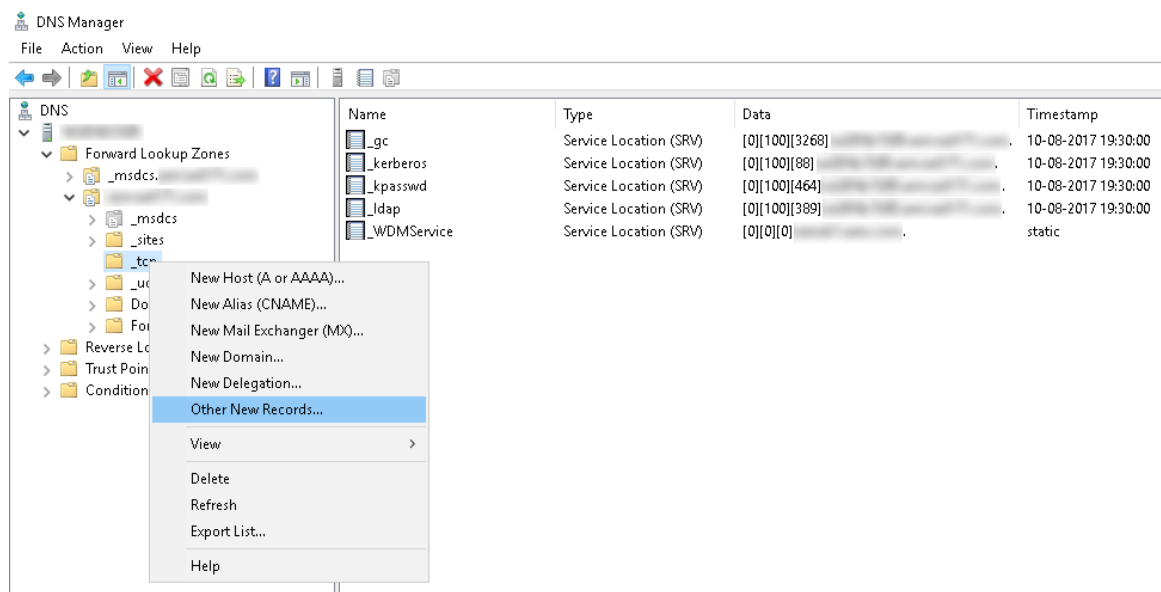 DNS Manager
File Action View Help
DNS
Forward Lookup Zones
_msdcs.
_msdcs
_sites
_tcp
Reverse Lo
Trust Poin
Condition
Name Type Data Timestamp
_gc Service Location (SRV) [0][100][3268] 10-08-2017 19:30:00
_kerberos Service Location (SRV) [0][100][88] 10-08-2017 19:30:00
_kpasswd Service Location (SRV) [0][100][464] 10-08-2017 19:30:00
_ldap Service Location (SRV) [0][100][389] 10-08-2017 19:30:00
_WDMService Service Location (SRV) [0][0][0] static
New Host (A or AAAA)...
New Alias (CNAME)...
New Mail Exchanger (MX)...
New Domain...
New Delegation...
Other New Records...
View
Delete
Refresh
Export List...
Help